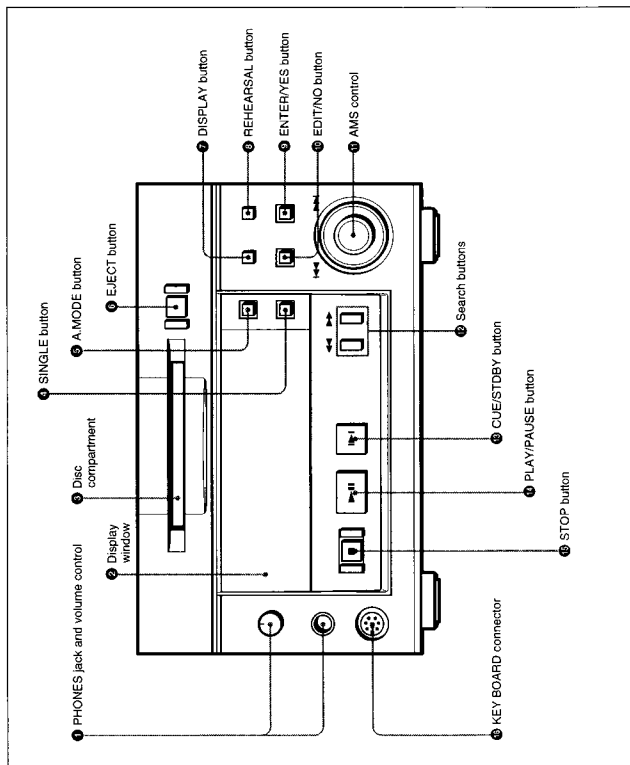 ❶ PHONES jack and volume control
❷ Display
window
❸ Disc
compartment
❹ SINGLE button
❺ A.MODE button
❻ EJECT button
❼ DISPLAY button
❽ REHEARSAL button
❾ ENTER/YES button
❿ EDIT/NO button
⓫ AMS control
⓬ Search buttons
⓭ CUE/STDBY button
⓮ PLAY/PAUSE button
⓯ STOP button
⓰ KEY BOARD connector